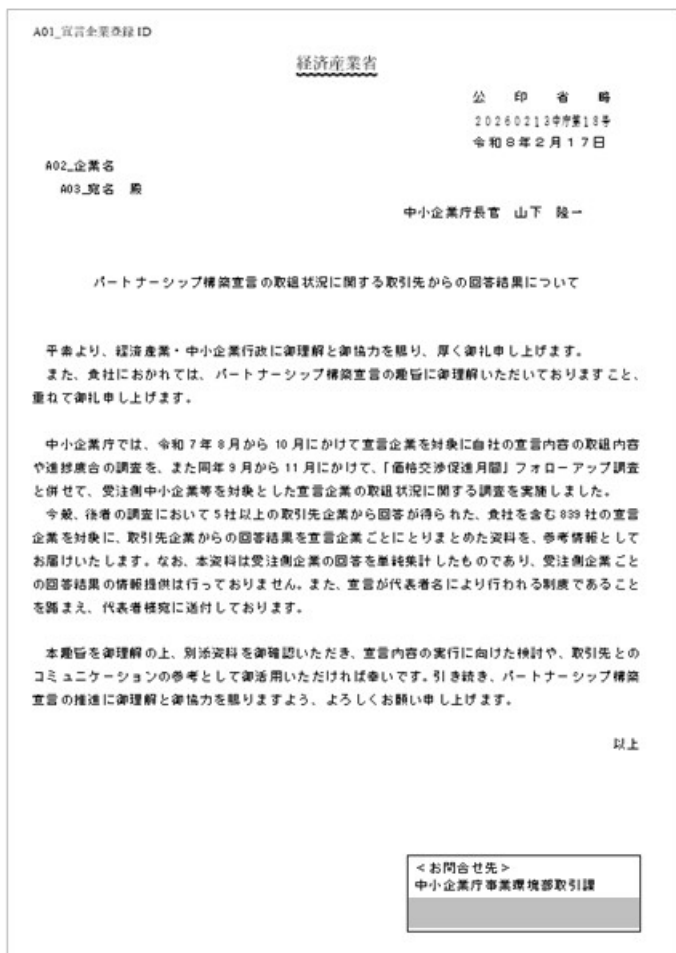 A01_宣言企業登録ID
経済産業省
公印省略
20260213中庁第18号
令和8年2月17日
A02_企業名
A03_宛名 殿
中小企業庁長官 山下 隆一
パートナーシップ構築宣言の取組状況に関する取引先からの回答結果について
平素より、経済産業・中小企業行政に御理解と御協力を賜り、厚く御礼申し上げます。
また、貴社におかれては、パートナーシップ構築宣言の趣旨に御理解いただいておりますこと、
重ねて御礼申し上げます。
中小企業庁では、令和7年8月から10月にかけて宣言企業を対象に自社の宣言内容の取組内容
や進捗度合の調査を、また同年9月から11月にかけて、「価格交渉促進月間」フォローアップ調査
と併せて、受注側中小企業等を対象とした宣言企業の取組状況に関する調査を実施しました。
今般、後者の調査において5社以上の取引先企業から回答が得られた、貴社を含む839社の宣言
企業を対象に、取引先企業からの回答結果を宣言企業ごとにとりまとめた資料を、参考情報として
お届けいたします。なお、本資料は受注側企業の回答を単純集計したものであり、受注側企業ごと
の回答結果の情報提供は行っておりません。また、宣言が代表者名により行われる制度であること
を踏まえ、代表者様宛に送付しております。
本趣旨を御理解の上、別添資料を御確認いただき、宣言内容の実行に向けた検討や、取引先との
コミュニケーションの参考として御活用いただければ幸いです。引き続き、パートナーシップ構築
宣言の推進に御理解と御協力を賜りますよう、よろしくお願い申し上げます。
以上
<お問合せ先>
中小企業庁事業環境部取引課